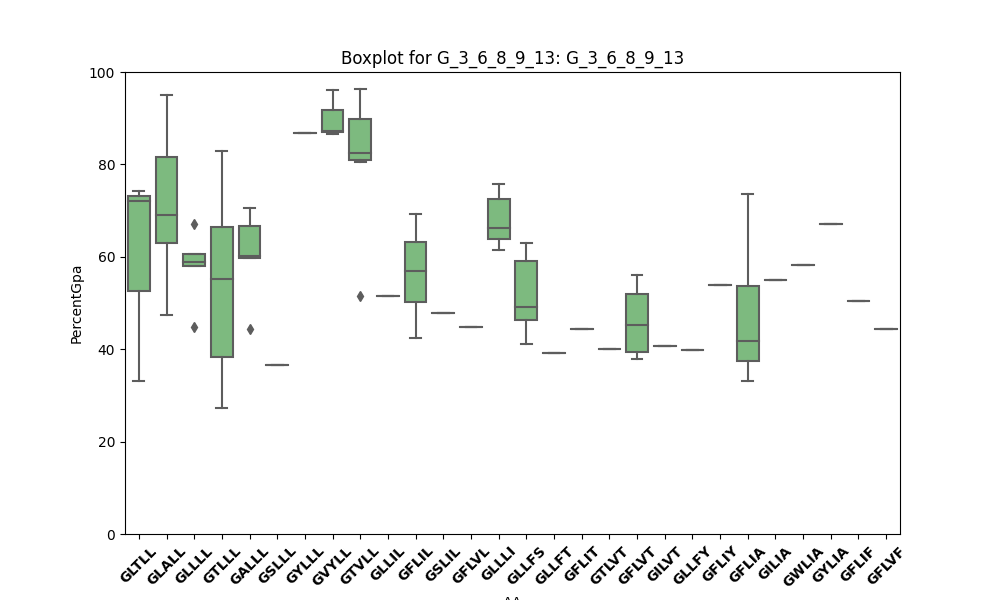 Boxplot for G_3_6_8_9_13: G_3_6_8_9_13
PercentGpa
100
80
60
40
20
0
GLTLL
GLALL
GLLLL
GTLLL
GALLL
GSLLL
GYLLL
GVYLL
GTVLL
GLLIL
GFLIL
GSLIL
GFLVL
GLLLI
GLLFS
GLLFT
GFLIT
GTLVT
GFLVT
GILVT
GLLFY
GFLIY
GFLIA
GILIA
GWLIA
GYLIA
GFLIF
GFLVF